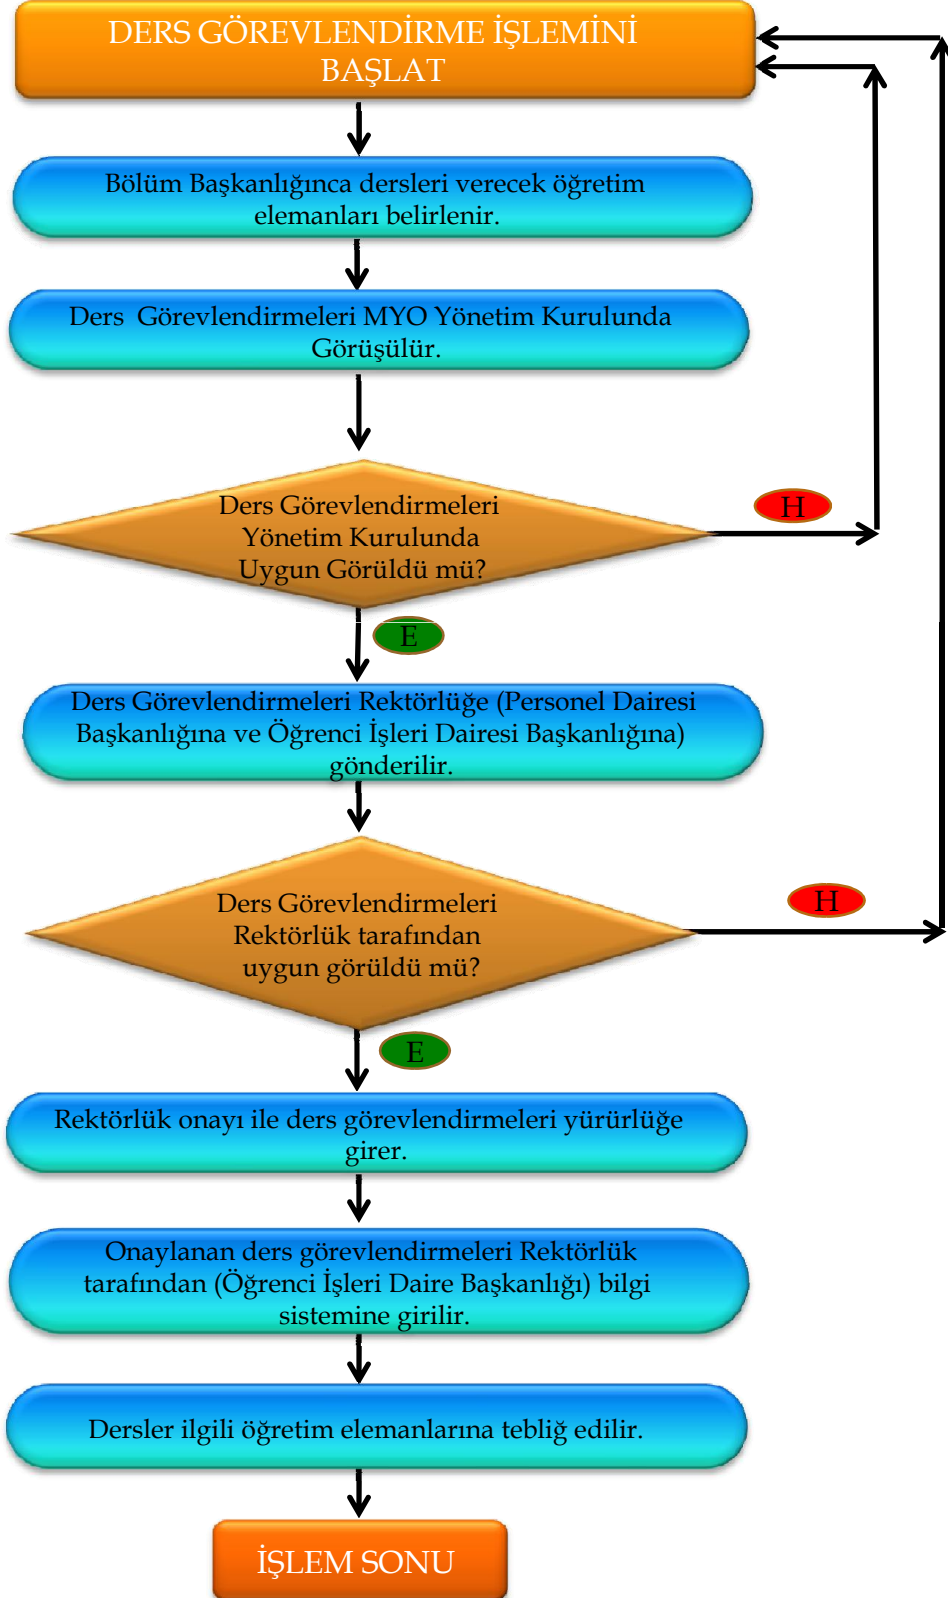 DERS GÖREVLENDİRME İŞLEMİNİ
BAŞLAT
Bölüm Başkanlığınca dersleri verecek öğretim
elemanları belirlenir.
Ders  Görevlendirmeleri MYO Yönetim Kurulunda
Görüşülür.
Ders Görevlendirmeleri
Yönetim Kurulunda
Uygun Görüldü mü?
H
E
Ders Görevlendirmeleri Rektörlüğe (Personel Dairesi
Başkanlığına ve Öğrenci İşleri Dairesi Başkanlığına)
gönderilir.
Ders Görevlendirmeleri
Rektörlük tarafından
uygun görüldü mü?
H
E
Rektörlük onayı ile ders görevlendirmeleri yürürlüğe
girer.
Onaylanan ders görevlendirmeleri Rektörlük
tarafından (Öğrenci İşleri Daire Başkanlığı) bilgi
sistemine girilir.
Dersler ilgili öğretim elemanlarına tebliğ edilir.
İŞLEM SONU